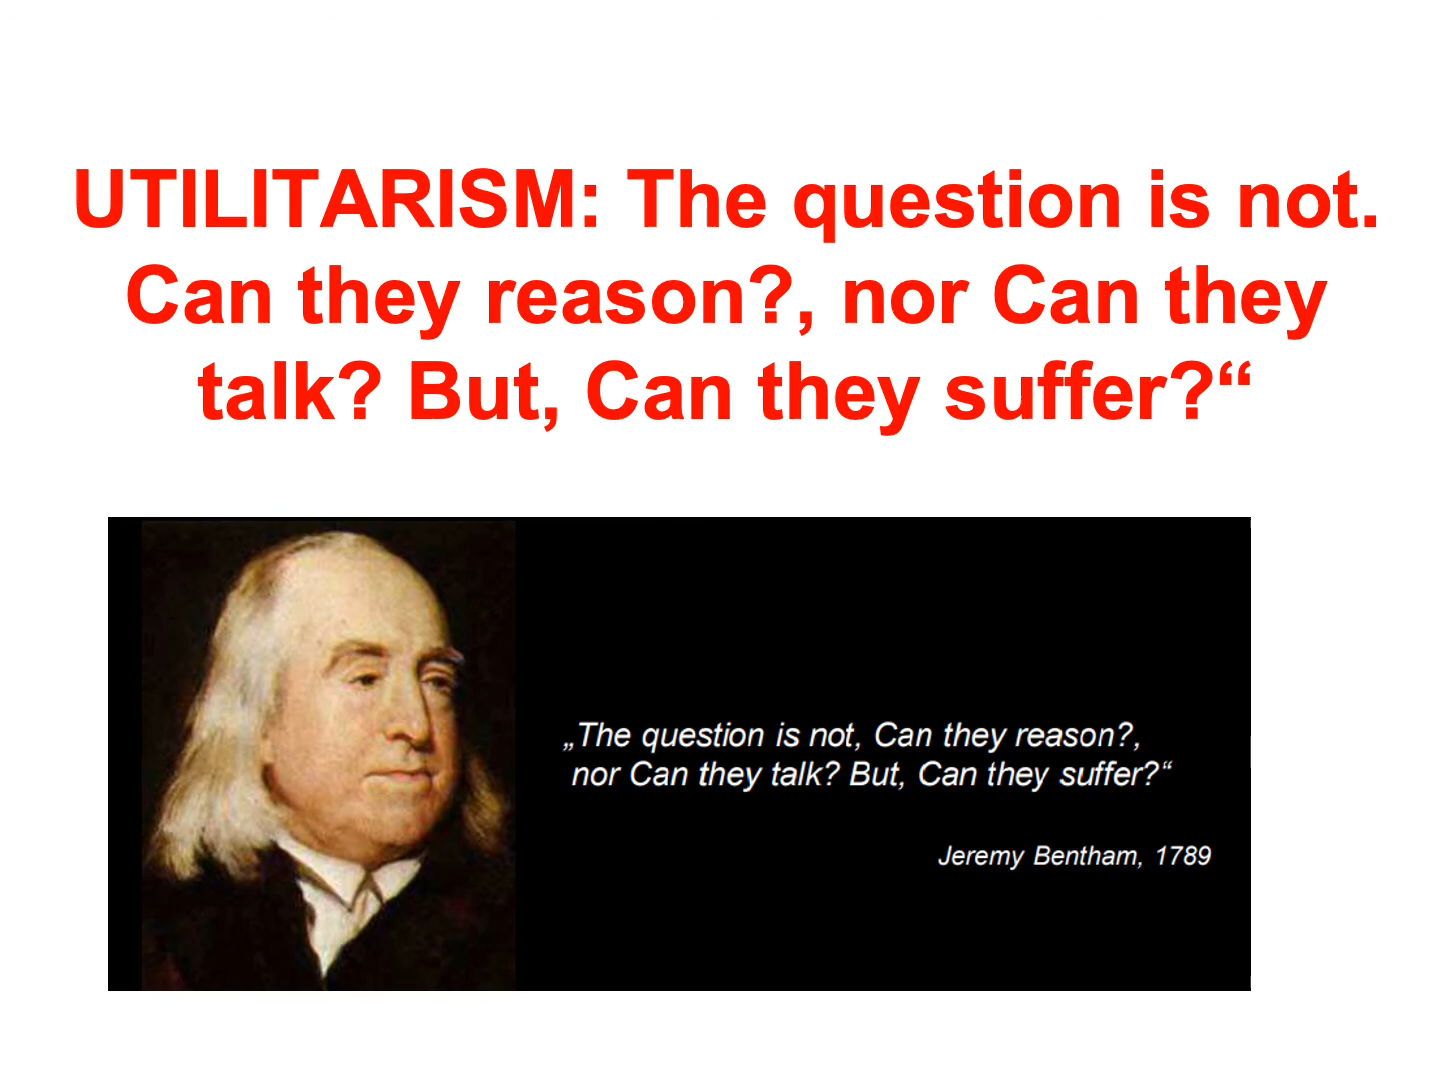 UTILITARISM: The question is not.
Can they reason?, nor Can they
talk? But, Can they suffer?“
„The question is not, Can they reason?,
nor Can they talk? But, Can they suffer?“
Jeremy Bentham, 1789